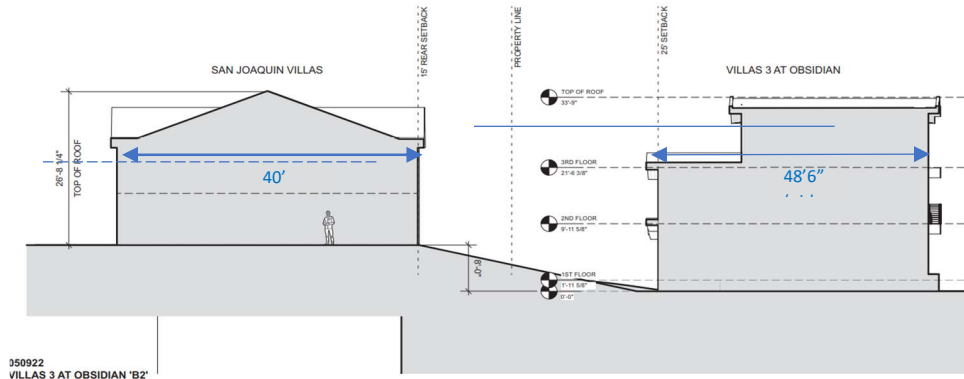 15' REAR SETBACK
PROPERTY LINE
25' SETBACK
SAN JOAQUIN VILLAS
VILLAS 3 AT OBSIDIAN
TOP OF ROOF
33'-9"
26'-8 1/4"
TOP OF ROOF
40'
3RD FLOOR
21'-6 3/8"
48'6"
2ND FLOOR
9'-11 5/8"
8'-0"
1ST FLOOR
1'-11 5/8"
0'-0"
050922
VILLAS 3 AT OBSIDIAN 'B2'